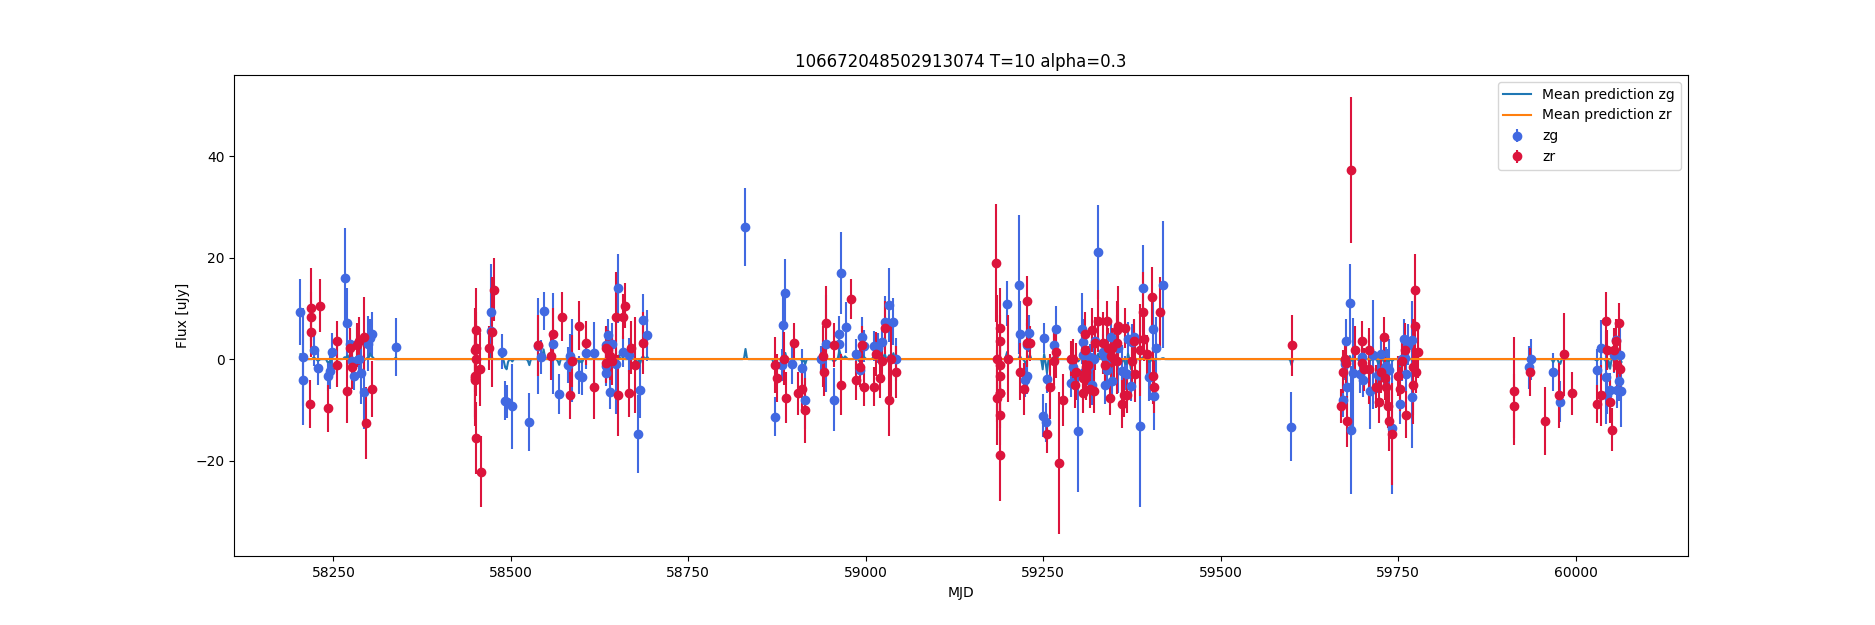 106672048502913074 T=10 alpha=0.3
Mean prediction zg
Mean prediction zr
zg
zr
Flux [uJy]
40
20
0
−20
58250 58500 58750 59000 59250 59500 59750 60000
MJD